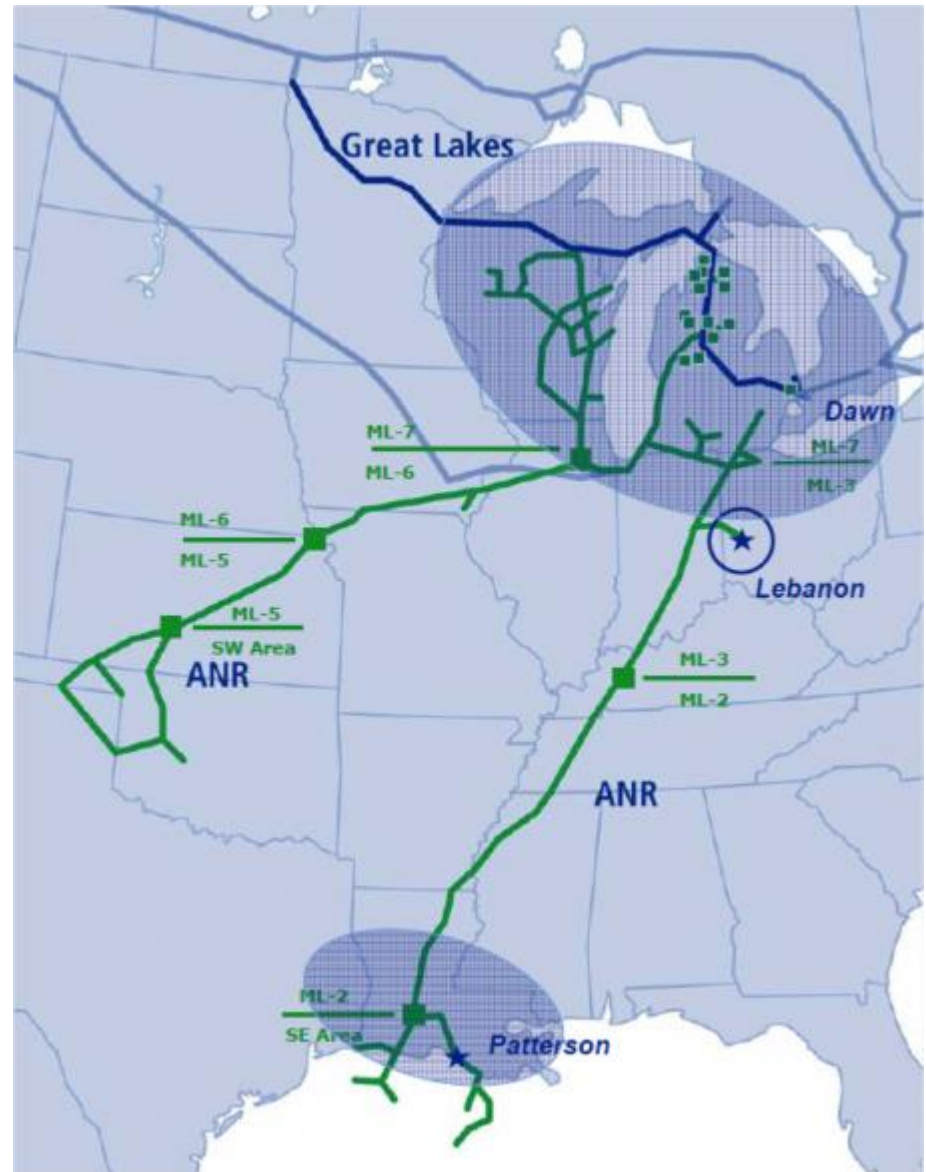 Great Lakes
Dawn
ML-7
ML-6
ML-7
ML-3
ML-6
ML-5
Lebanon
ML-5
SW Area
ANR
ML-3
ML-2
ANR
ML-2
SE Area
Patterson